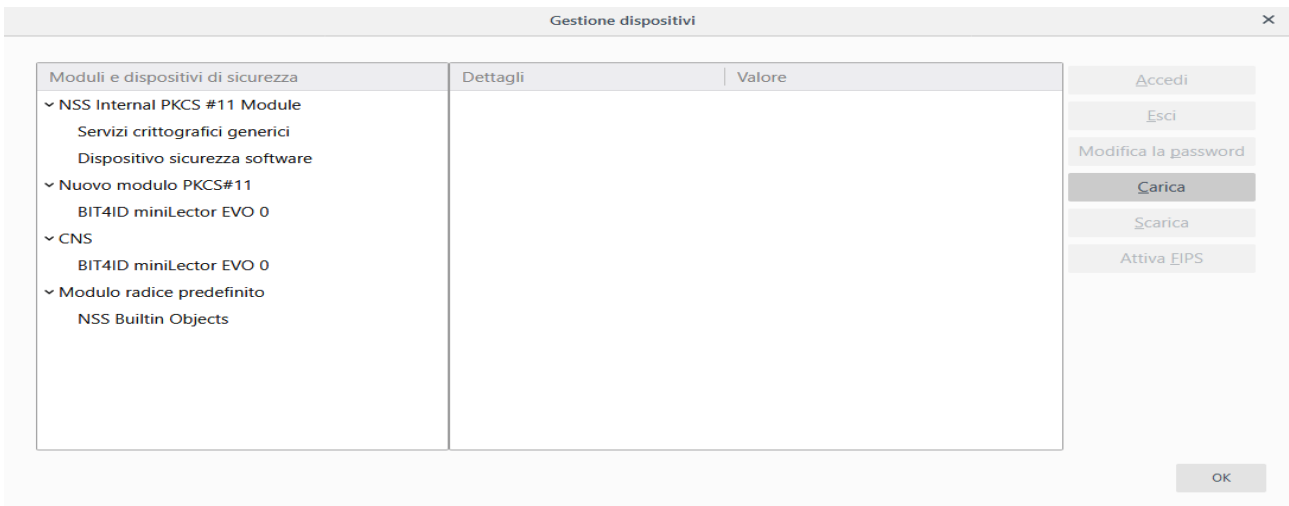 Gestione dispositivi
Moduli e dispositivi di sicurezza
Dettagli
Valore
NSS Internal PKCS #11 Module
Servizi crittografici generici
Dispositivo sicurezza software
Nuovo modulo PKCS#11
BIT4ID miniLector EVO 0
CNS
BIT4ID miniLector EVO 0
Modulo radice predefinito
NSS Builtin Objects
Accedi
Esci
Modifica la password
Carica
Scarica
Attiva FIPS
OK